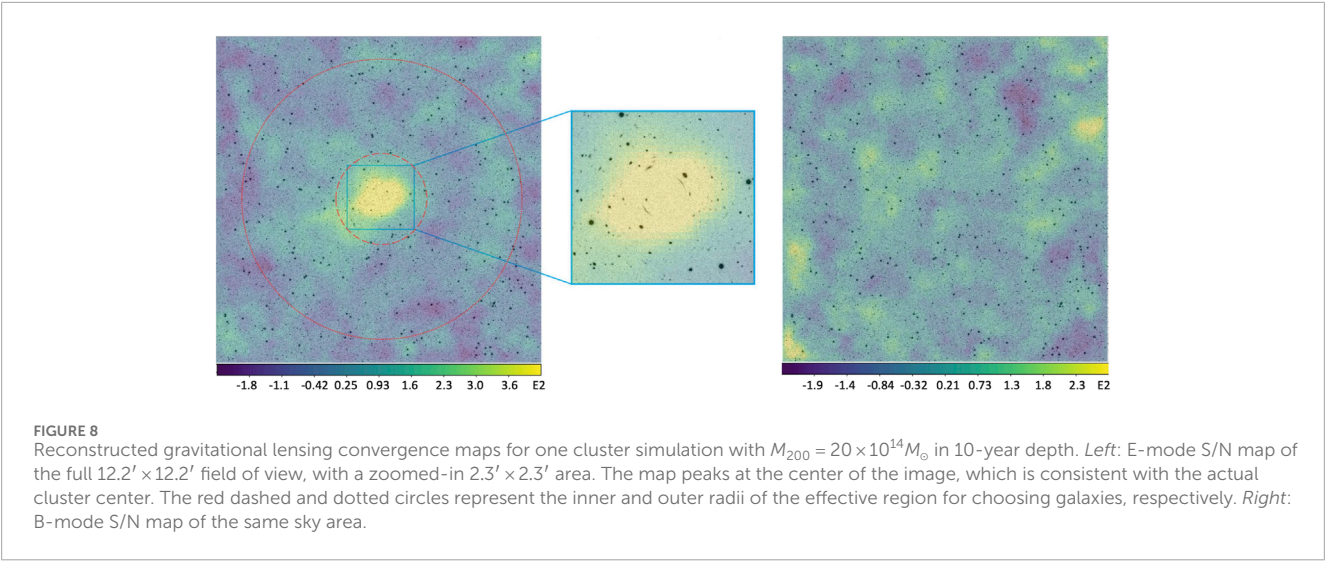 -1.8 -1.1 -0.42 0.25 0.93 1.6 2.3 3.0 3.6 E2
-1.9 -1.4 -0.84 -0.32 0.21 0.73 1.3 1.8 2.3 E2
FIGURE 8
Reconstructed gravitational lensing convergence maps for one cluster simulation with M₂₀₀ = 20 × 10¹⁴M☉ in 10-year depth. Left: E-mode S/N map of
the full 12.2′ × 12.2′ field of view, with a zoomed-in 2.3′ × 2.3′ area. The map peaks at the center of the image, which is consistent with the actual
cluster center. The red dashed and dotted circles represent the inner and outer radii of the effective region for choosing galaxies, respectively. Right:
B-mode S/N map of the same sky area.